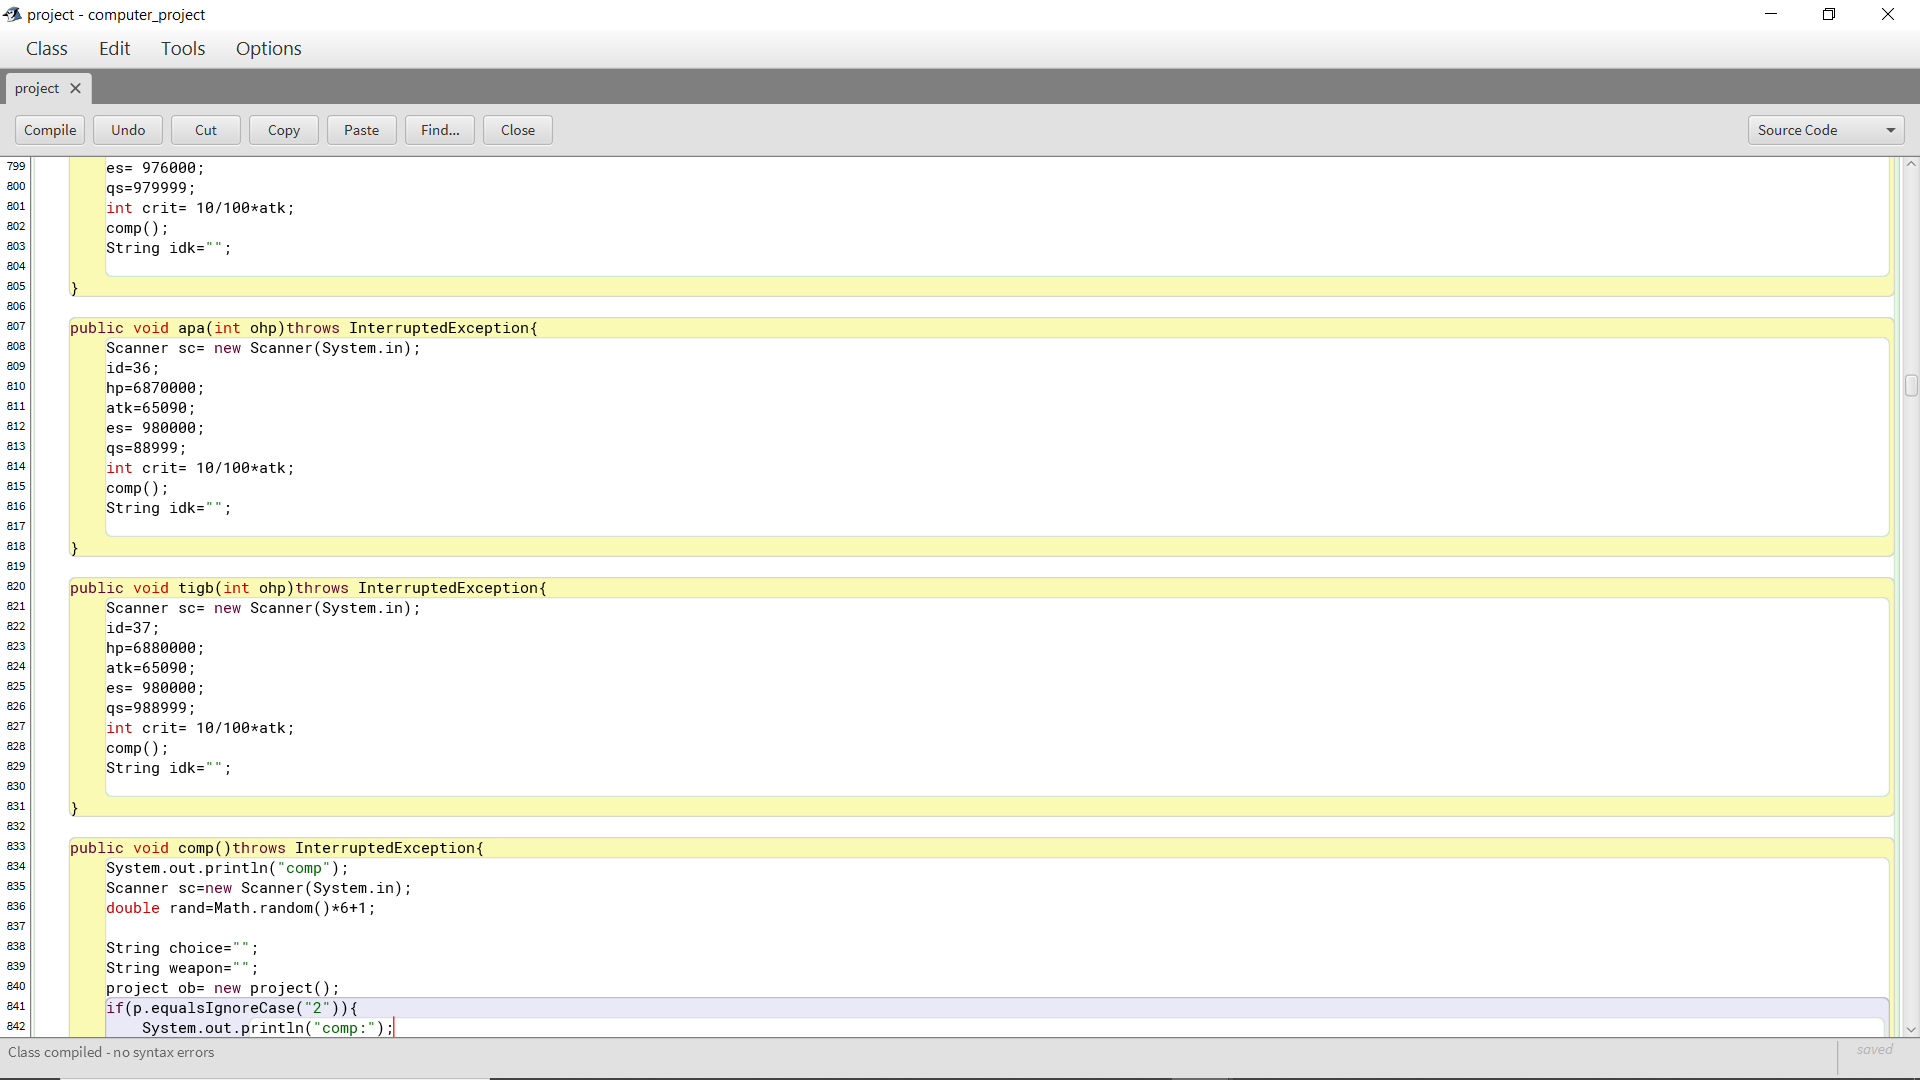 project - computer_project
Class Edit Tools Options
project
Compile Undo Cut Copy Paste Find... Close Source Code
799 es= 976000;
800 qs=979999;
801 int crit= 10/100*atk;
802 comp();
803 String idk="";
804
805 }
806
807 public void apa(int ohp)throws InterruptedException{
808 Scanner sc= new Scanner(System.in);
809 id=36;
810 hp=6870000;
811 atk=65090;
812 es= 980000;
813 qs=88999;
814 int crit= 10/100*atk;
815 comp();
816 String idk="";
817
818 }
819
820 public void tigb(int ohp)throws InterruptedException{
821 Scanner sc= new Scanner(System.in);
822 id=37;
823 hp=6880000;
824 atk=65090;
825 es= 980000;
826 qs=988999;
827 int crit= 10/100*atk;
828 comp();
829 String idk="";
830
831 }
832
833 public void comp()throws InterruptedException{
834 System.out.println("comp");
835 Scanner sc=new Scanner(System.in);
836 double rand=Math.random()*6+1;
837
838 String choice="";
839 String weapon="";
840 project ob= new project();
841 if(p.equalsIgnoreCase("2")){
842 System.out.println("comp:");
Class compiled - no syntax errors
saved